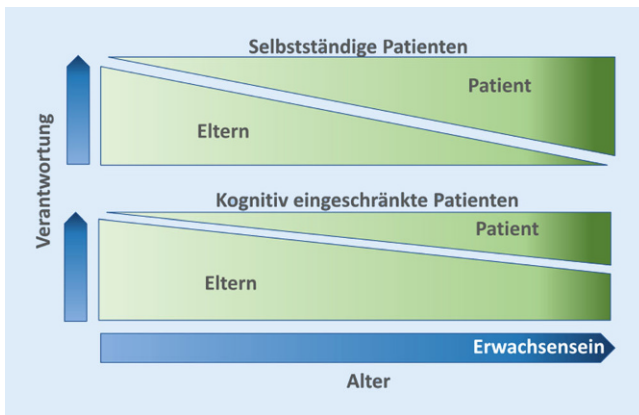 Selbstständige Patienten
Patient
Eltern
Verantwortung
Kognitiv eingeschränkte Patienten
Patient
Eltern
Erwachsensein
Alter